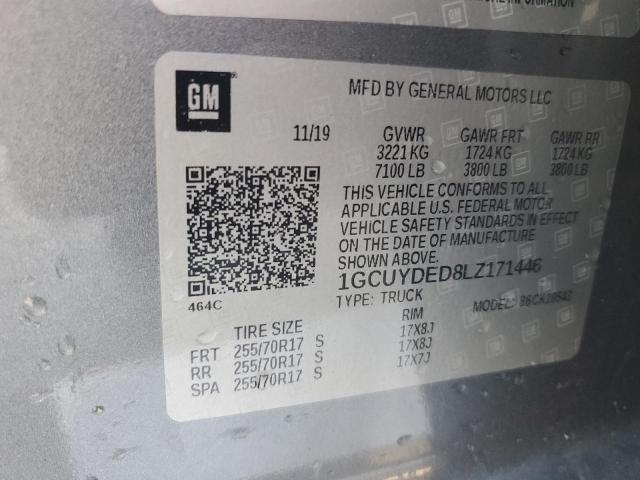 INFORMATION
GM
MFD BY GENERAL MOTORS LLC
11/19 GVWR GAWR FRT GAWR RR
3221 KG 1724 KG 1724 KG
7100 LB 3800 LB 3800 LB
THIS VEHICLE CONFORMS TO ALL
APPLICABLE U.S. FEDERAL MOTOR
VEHICLE SAFETY STANDARDS IN EFFECT
ON THE DATE OF MANUFACTURE
SHOWN ABOVE.
1GCUYDED8LZ171446
464C
TYPE: TRUCK MODEL:
TIRE SIZE RIM
FRT 255/70R17 S 17X8J
RR 255/70R17 S 17X8J
SPA 255/70R17 S 17X7J